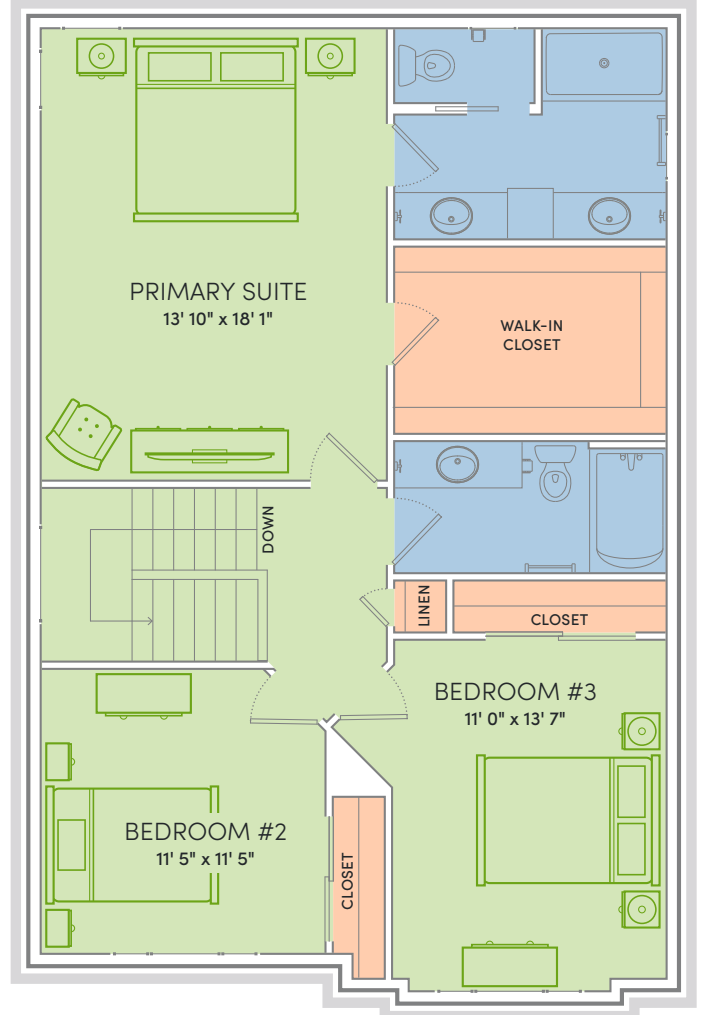 PRIMARY SUITE
13' 10" x 18' 1"
WALK-IN
CLOSET
DOWN
LINEN
CLOSET
BEDROOM #3
11' 0" x 13' 7"
BEDROOM #2
11' 5" x 11' 5"
CLOSET